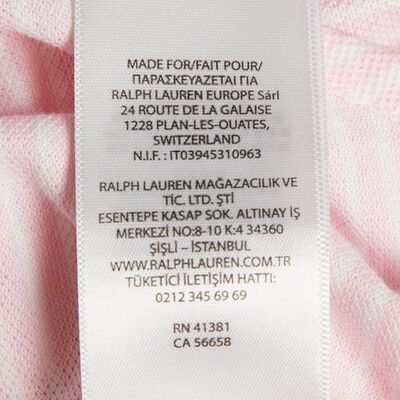 MADE FOR/FAIT POUR/
ΠΑΡΑΣΚΕΥΑΖΕΤΑΙ ΓΙΑ
RALPH LAUREN EUROPE Sárl
24 ROUTE DE LA GALAISE
1228 PLAN-LES-OUATES,
SWITZERLAND
N.I.F. : IT03945310963
RALPH LAUREN MAĞAZACILIK VE
TİC. LTD. ŞTİ
ESENTEPE KASAP SOK. ALTINAY İŞ
MERKEZİ NO:8-10 K:4 34360
ŞİŞLİ – İSTANBUL
WWW.RALPHLAUREN.COM.TR
TÜKETİCİ İLETİŞİM HATTI:
0212 345 69 69
RN 41381
CA 56658